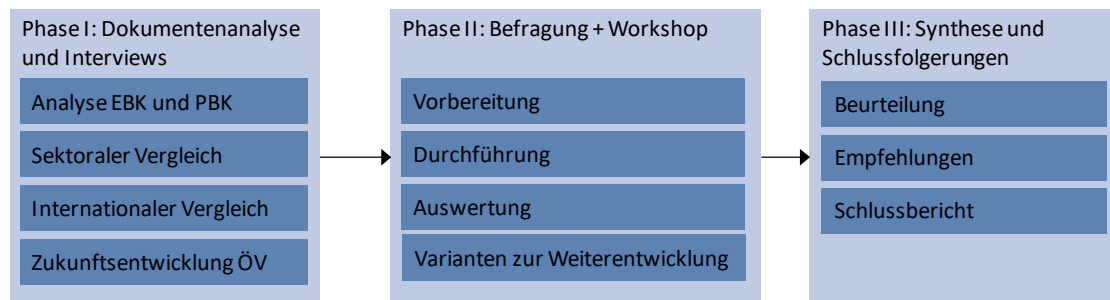 Phase I: Dokumentenanalyse
und Interviews
Analyse EBK und PBK
Sektoraler Vergleich
Internationaler Vergleich
Zukunftsentwicklung ÖV
Phase II: Befragung + Workshop
Vorbereitung
Durchführung
Auswertung
Varianten zur Weiterentwicklung
Phase III: Synthese und
Schlussfolgerungen
Beurteilung
Empfehlungen
Schlussbericht